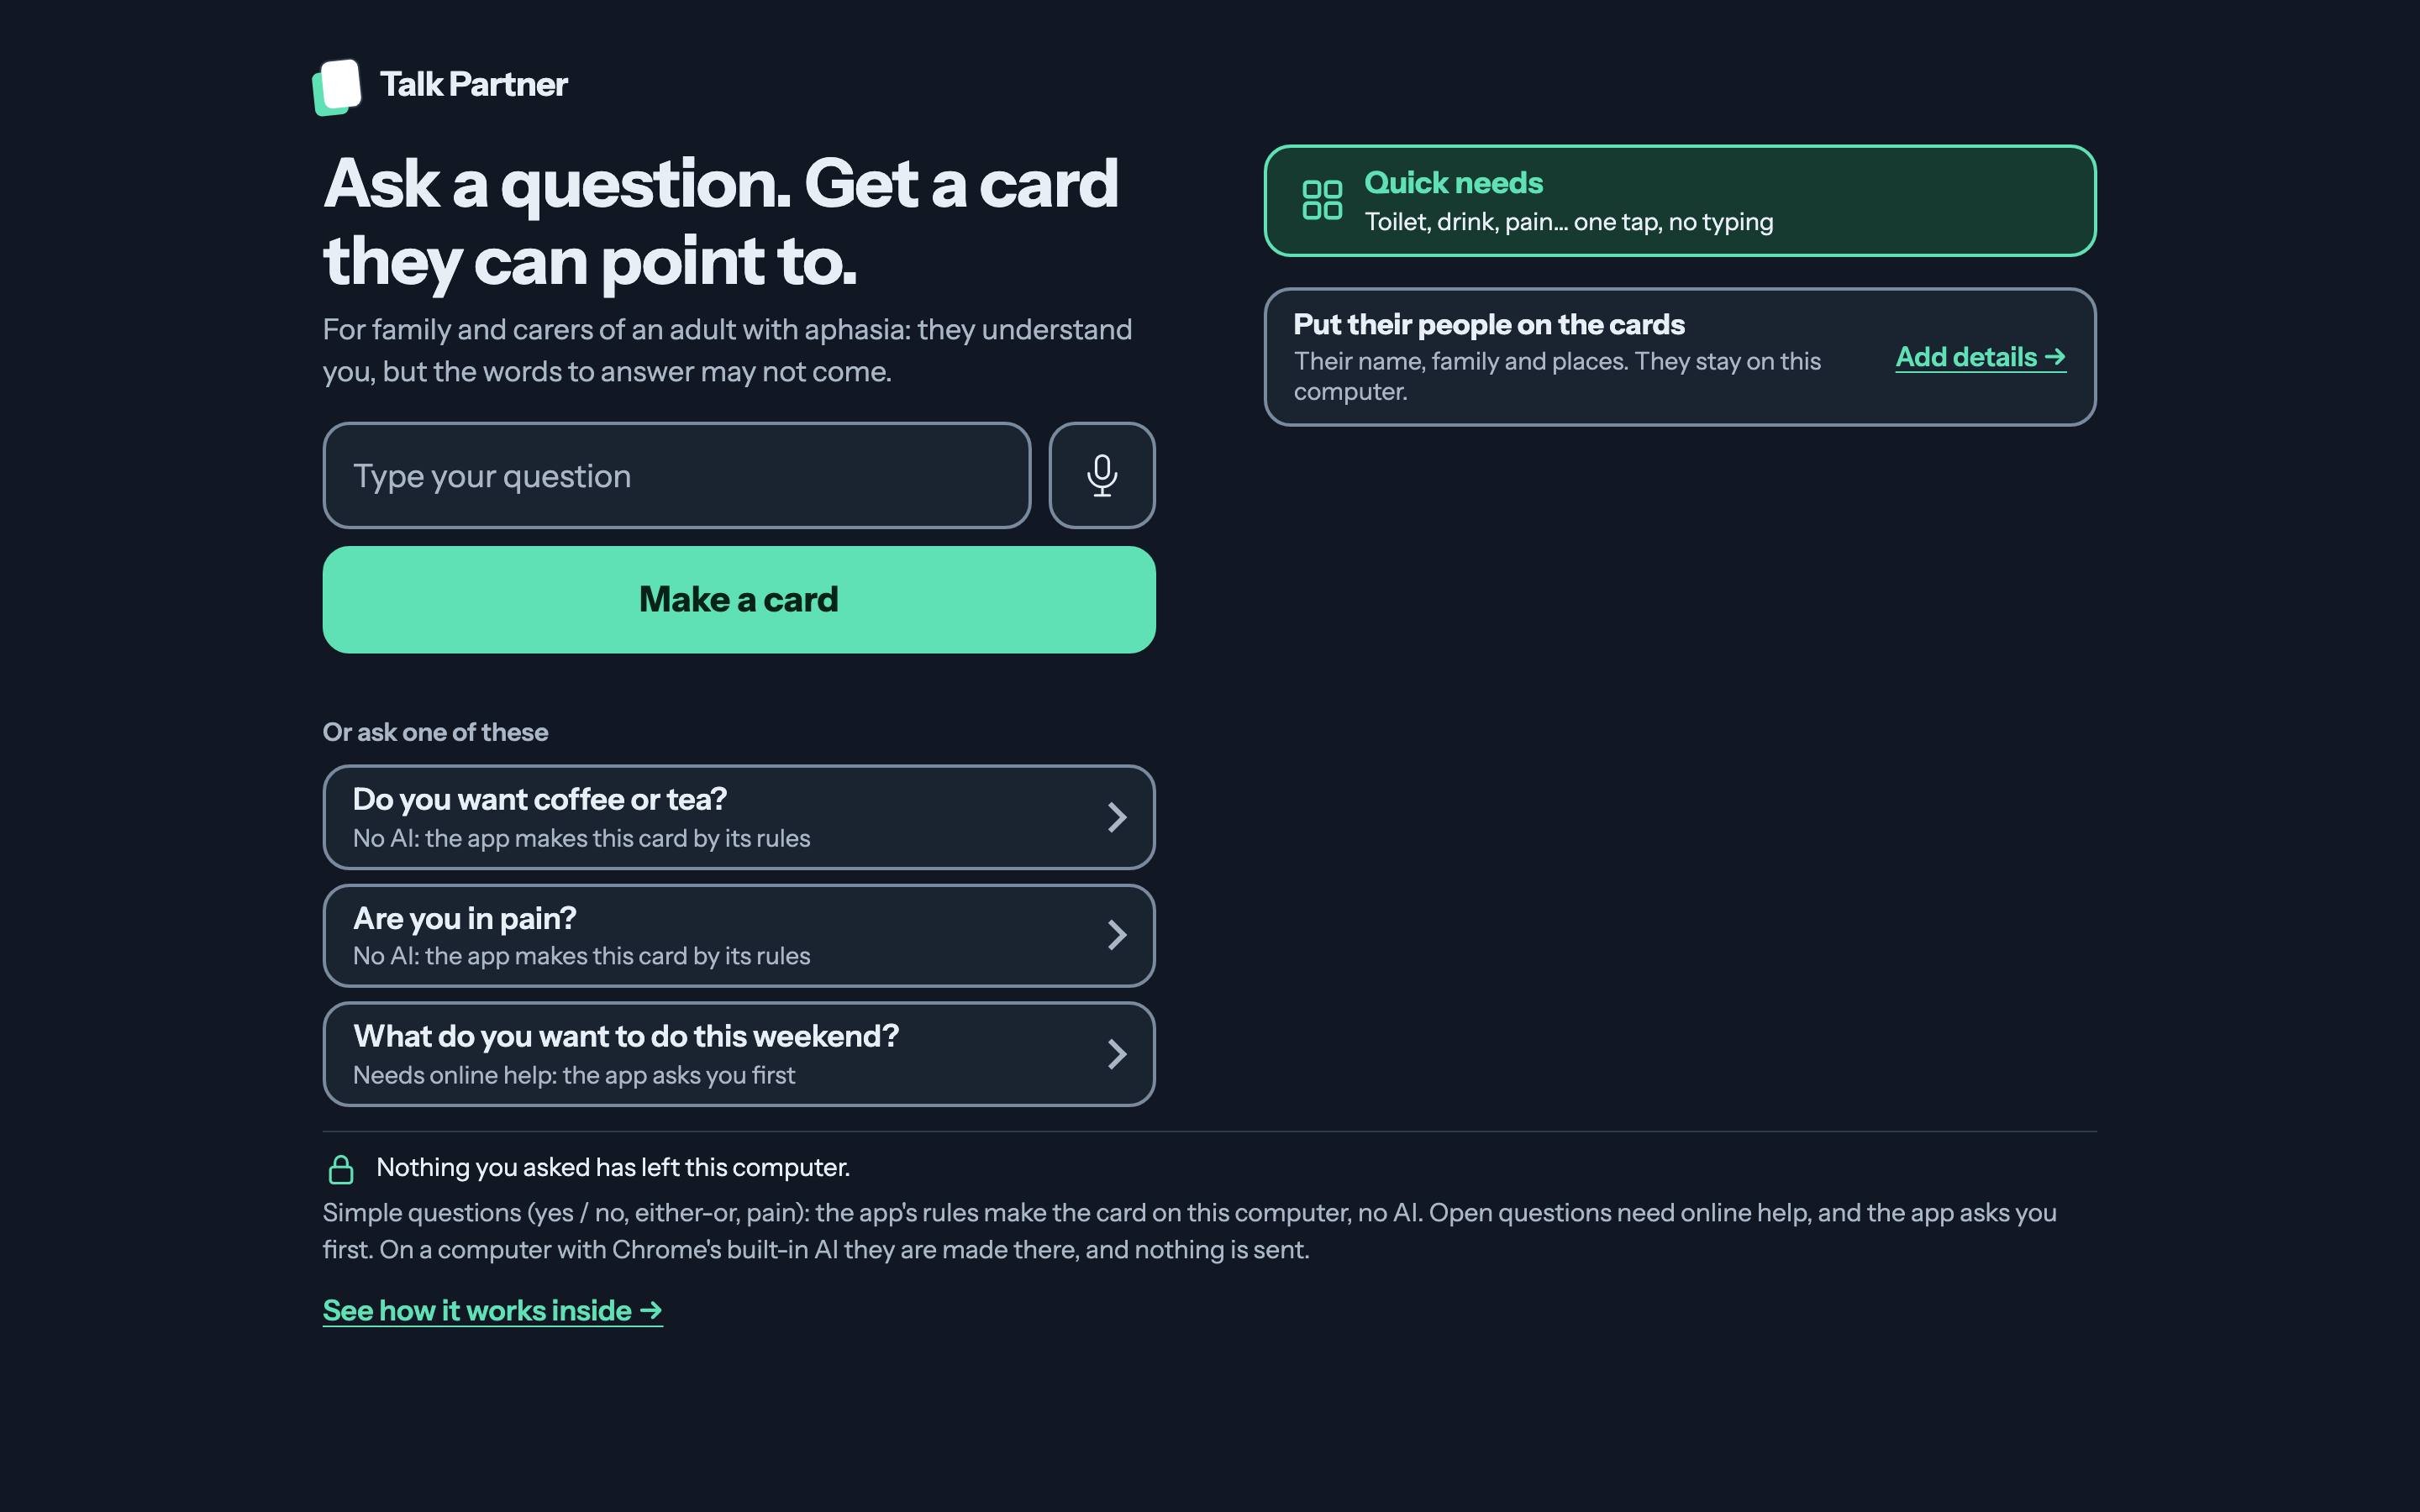 Talk Partner
Ask a question. Get a card
they can point to.
For family and carers of an adult with aphasia: they understand
you, but the words to answer may not come.
Type your question
Make a card
Or ask one of these
Do you want coffee or tea?
No AI: the app makes this card by its rules
Are you in pain?
No AI: the app makes this card by its rules
What do you want to do this weekend?
Needs online help: the app asks you first
Quick needs
Toilet, drink, pain... one tap, no typing
Put their people on the cards
Their name, family and places. They stay on this
computer.
Add details →
Nothing you asked has left this computer.
Simple questions (yes / no, either-or, pain): the app's rules make the card on this computer, no AI. Open questions need online help, and the app asks you
first. On a computer with Chrome's built-in AI they are made there, and nothing is sent.
See how it works inside →